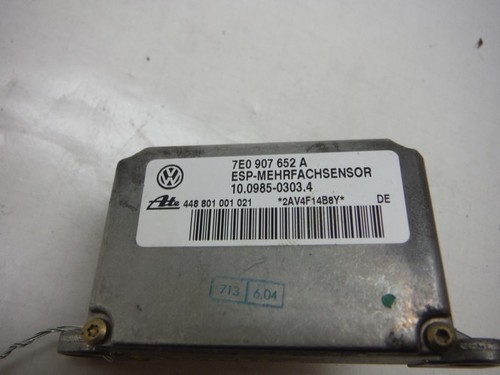 7E0 907 652 A
ESP-MEHRFACHSENSOR
10.0985-0303.4
Ate 448 801 001 021 *2AV4F14B8Y* DE
713 6.04